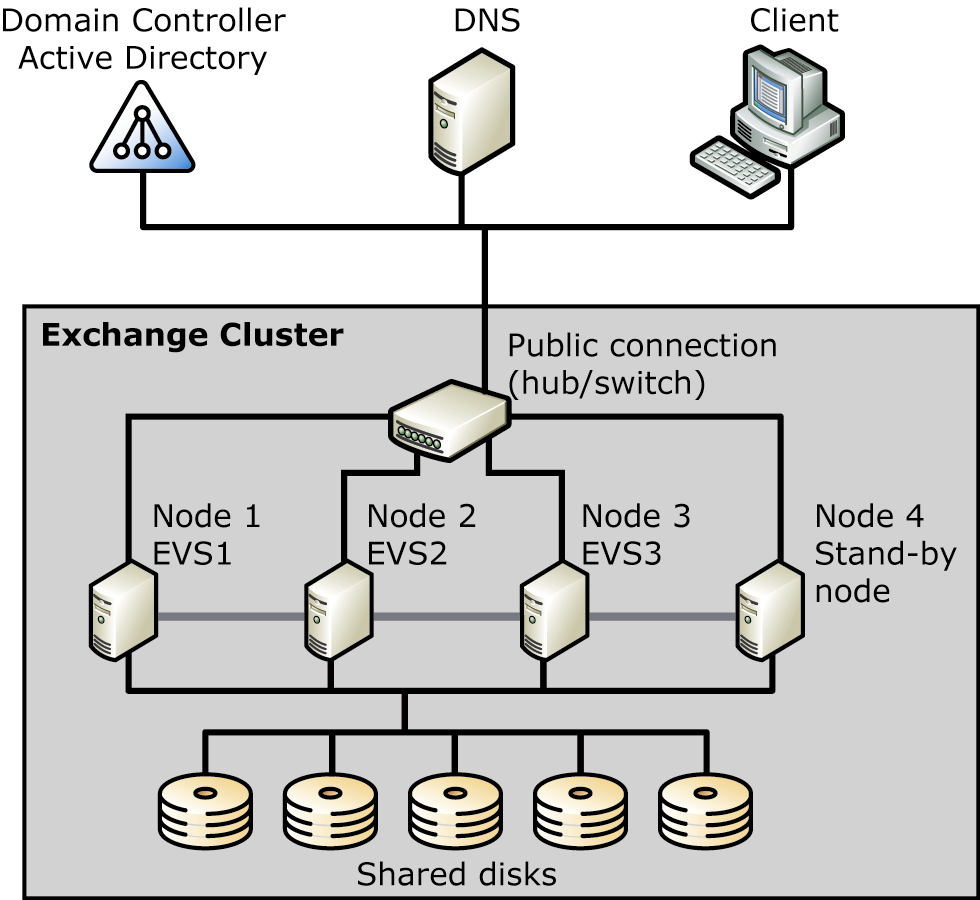 Domain Controller
Active Directory
DNS
Client
Exchange Cluster
Public connection
(hub/switch)
Node 1
EVS1
Node 2
EVS2
Node 3
EVS3
Node 4
Stand-by
node
Shared disks